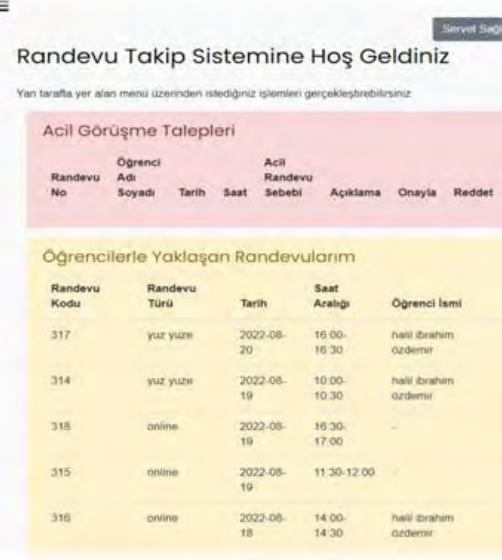 Servet Sağl
Randevu Takip Sistemine Hoş Geldiniz
Yan tarafta yer alan menü üzerinden istediğiniz işlemleri gerçekleştirebilirsiniz
Acil Görüşme Talepleri
Randevu No Öğrenci Adı Soyadı Tarih Saat Acil Randevu Sebebi Açıklama Onayla Reddet
Öğrencilerle Yaklaşan Randevularım
Randevu Kodu Randevu Türü Tarih Saat Aralığı Öğrenci İsmi
317 yuz yuze 2022-08-20 16:00-16:30 halil ibrahim özdemir
314 yuz yuze 2022-08-19 10:00-10:30 halil ibrahim özdemir
318 online 2022-08-19 16:30-17:00 -
315 online 2022-08-19 11:30-12:00 -
316 online 2022-08-18 14:00-14:30 halil ibrahim özdemir